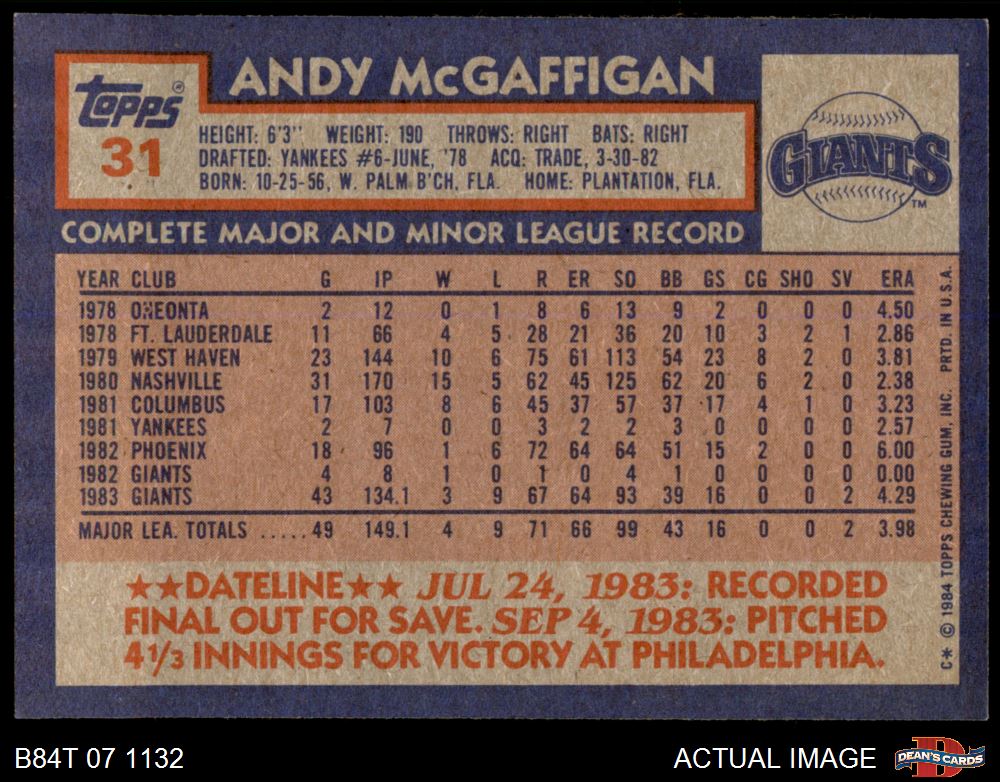 Topps®
31
ANDY McGAFFIGAN
HEIGHT: 6'3" WEIGHT: 190 THROWS: RIGHT BATS: RIGHT
DRAFTED: YANKEES #6-JUNE, '78 ACQ: TRADE, 3-30-82
BORN: 10-25-56, W. PALM B'CH, FLA. HOME: PLANTATION, FLA.
GIANTS
TM
COMPLETE MAJOR AND MINOR LEAGUE RECORD
YEAR CLUB G IP W L R ER SO BB GS CG SHO SV ERA
1978 ONEONTA 2 12 0 1 8 6 13 9 2 0 0 0 4.50
1978 FT. LAUDERDALE 11 66 4 5 28 21 36 20 10 3 2 1 2.86
1979 WEST HAVEN 23 144 10 6 75 61 113 54 23 8 2 0 3.81
1980 NASHVILLE 31 170 15 5 62 45 125 62 20 6 2 0 2.38
1981 COLUMBUS 17 103 8 6 45 37 57 37 17 4 1 0 3.23
1981 YANKEES 2 7 0 0 3 2 2 3 0 0 0 0 2.57
1982 PHOENIX 18 96 1 6 72 64 64 51 15 2 0 0 6.00
1982 GIANTS 4 8 1 0 1 0 4 1 0 0 0 0 0.00
1983 GIANTS 43 134.1 3 9 67 64 93 39 16 0 0 2 4.29
MAJOR LEA. TOTALS .....49 149.1 4 9 71 66 99 43 16 0 0 2 3.98
★★DATELINE★★ JUL 24, 1983: RECORDED
FINAL OUT FOR SAVE. SEP 4, 1983: PITCHED
4 1/3 INNINGS FOR VICTORY AT PHILADELPHIA.
C* © 1984 TOPPS CHEWING GUM, INC. PRTD. IN U.S.A.
B84T 07 1132
ACTUAL IMAGE
D
DEAN'S CARDS